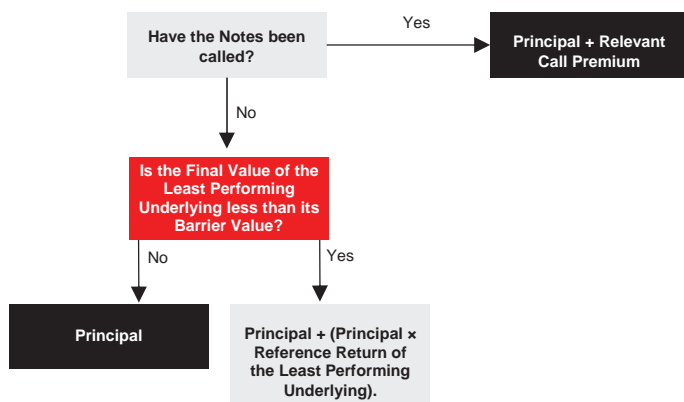 Have the Notes been
called?
Yes
Principal + Relevant
Call Premium
No
Is the Final Value of the
Least Performing
Underlying less than its
Barrier Value?
No
Yes
Principal
Principal + (Principal ×
Reference Return of
the Least Performing
Underlying).